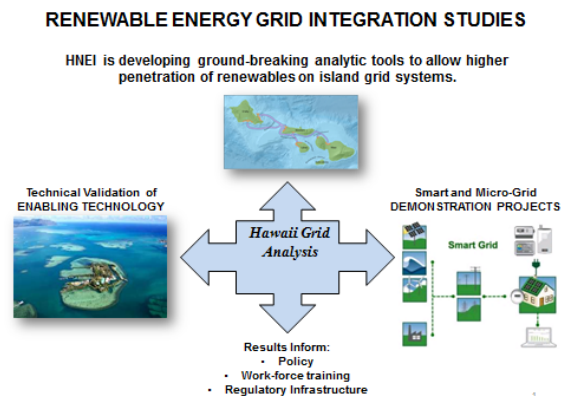 RENEWABLE ENERGY GRID INTEGRATION STUDIES
HNEI is developing ground-breaking analytic tools to allow higher
penetration of renewables on island grid systems.
Technical Validation of
ENABLING TECHNOLOGY
Hawaii Grid
Analysis
Smart and Micro-Grid
DEMONSTRATION PROJECTS
Smart Grid
Results Inform:
• Policy
• Work-force training
• Regulatory Infrastructure